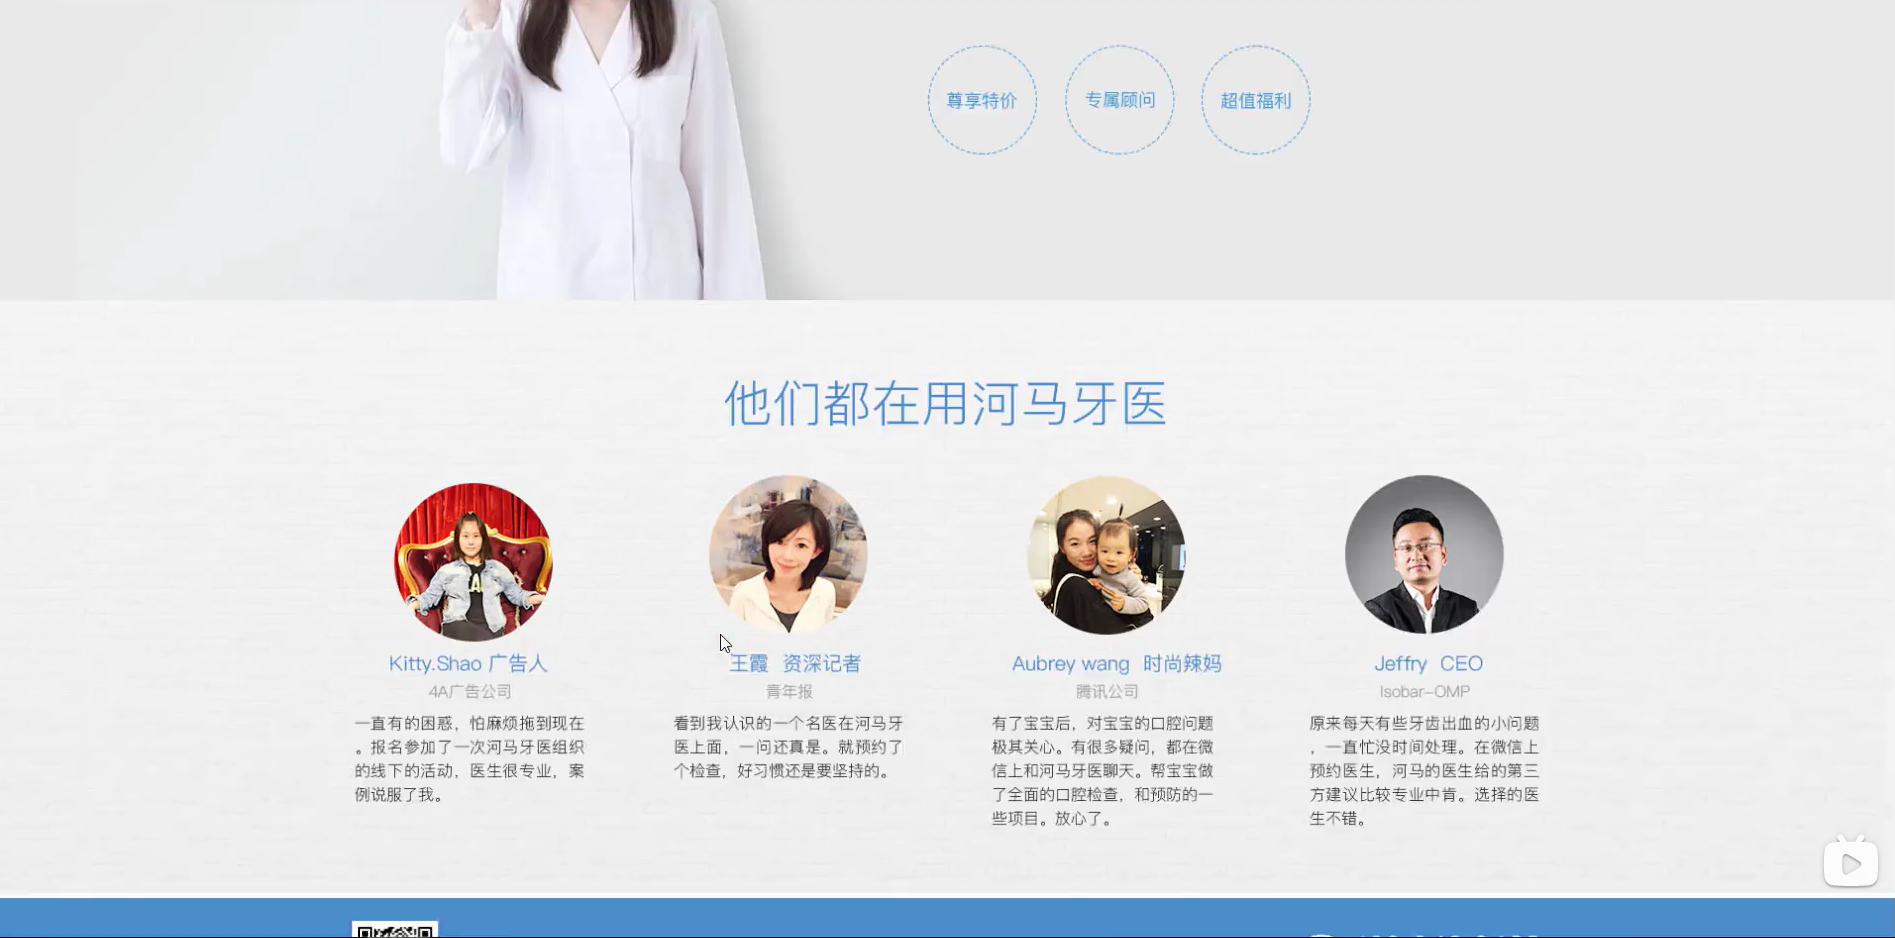 尊享特价
专属顾问
超值福利
他们都在用河马牙医
Kitty.Shao 广告人
4A广告公司
一直有的困惑，怕麻烦拖到现在
。报名参加了一次河马牙医组织
的线下的活动，医生很专业，案
例说服了我。
王霞 资深记者
青年报
看到我认识的一个名医在河马牙
医上面，一问还真是。就预约了
个检查，好习惯还是要坚持的。
Aubrey wang 时尚辣妈
腾讯公司
有了宝宝后，对宝宝的口腔问题
极其关心。有很多疑问，都在微
信上和河马牙医聊天。帮宝宝做
了全面的口腔检查，和预防的一
些项目。放心了。
Jeffry CEO
Isobar-OMP
原来每天有些牙齿出血的小问题
，一直忙没时间处理。在微信上
预约医生，河马的医生给的第三
方建议比较专业中肯。选择的医
生不错。